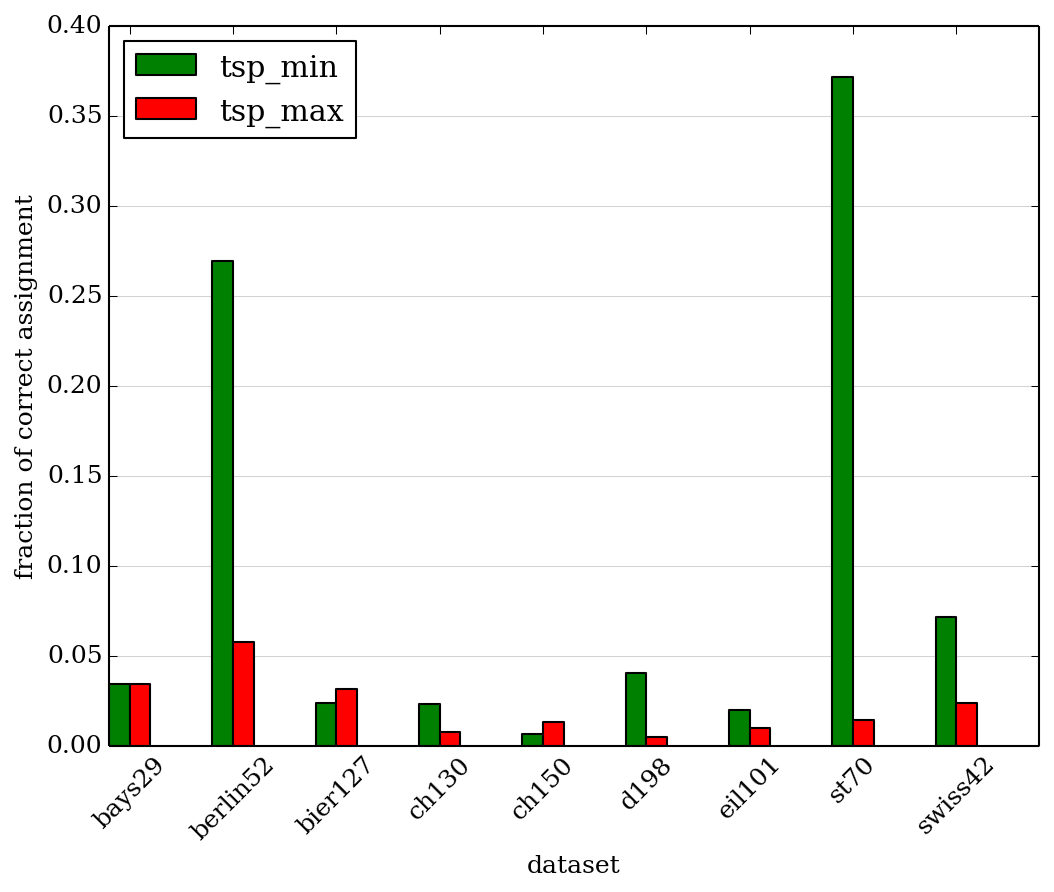 0.40
0.35
0.30
0.25
0.20
0.15
0.10
0.05
0.00
fraction of correct assignment
tsp_min
tsp_max
bays29
berlin52
bier127
ch130
ch150
d198
eil101
st70
swiss42
dataset